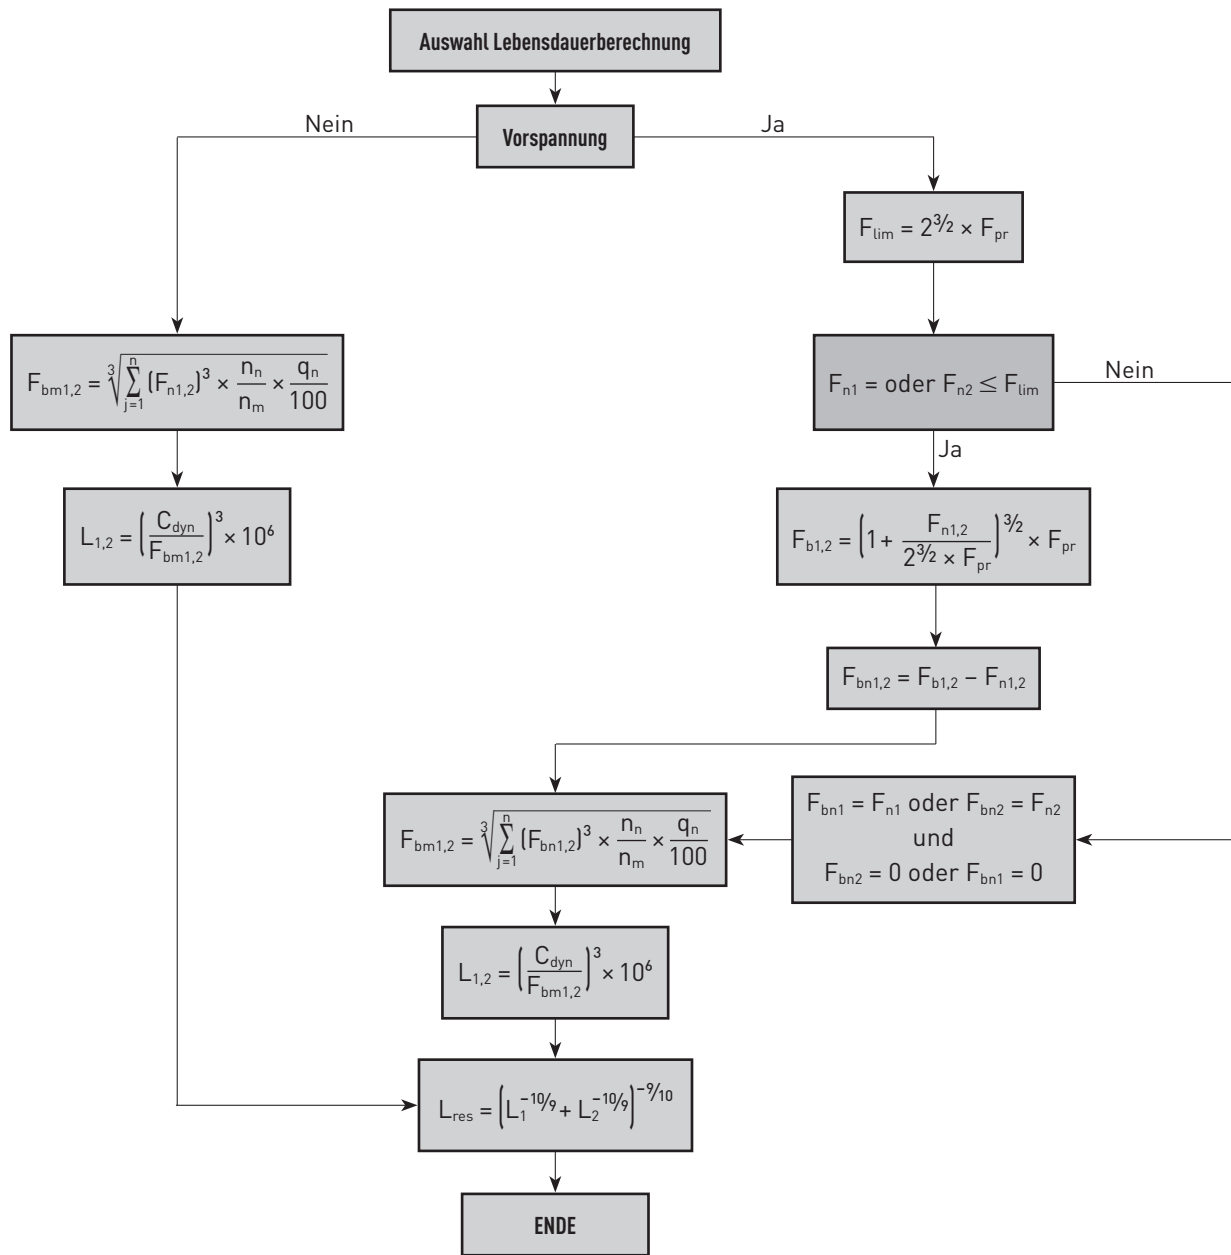 Auswahl Lebensdauerberechnung
Vorspannung
Nein
Ja
F_lim = 2^3/2 × F_pr
F_bm1,2 = ∛(∑_{j=1}^{n} (F_n1,2)³ × n_n/n_m × q_n/100)
F_n1 = oder F_n2 ≤ F_lim
Nein
Ja
L_1,2 = (C_dyn/F_bm1,2)³ × 10⁶
F_b1,2 = (1 + F_n1,2/(2^3/2 × F_pr))^3/2 × F_pr
F_bn1,2 = F_b1,2 − F_n1,2
F_bm1,2 = ∛(∑_{j=1}^{n} (F_bn1,2)³ × n_n/n_m × q_n/100)
F_bn1 = F_n1 oder F_bn2 = F_n2
und
F_bn2 = 0 oder F_bn1 = 0
L_1,2 = (C_dyn/F_bm1,2)³ × 10⁶
L_res = (L_1^−10/9 + L_2^−10/9)^−9/10
ENDE